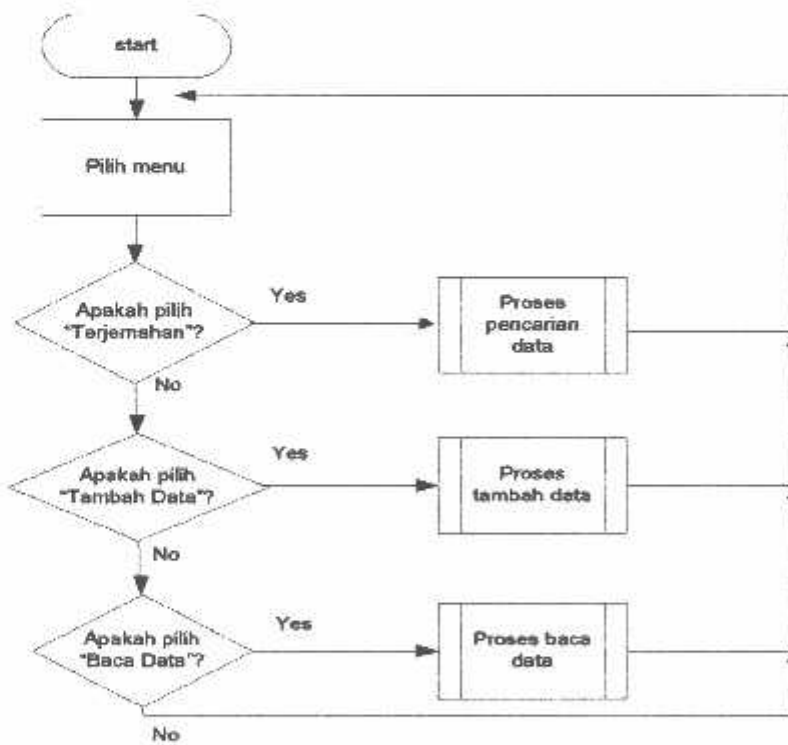 start
Pilih menu
Apakah pilih
"Terjemahan"?
Yes
Proses
pencarian
data
No
Apakah pilih
"Tambah Data"?
Yes
Proses
tambah data
No
Apakah pilih
"Baca Data"?
Yes
Proses baca
data
No